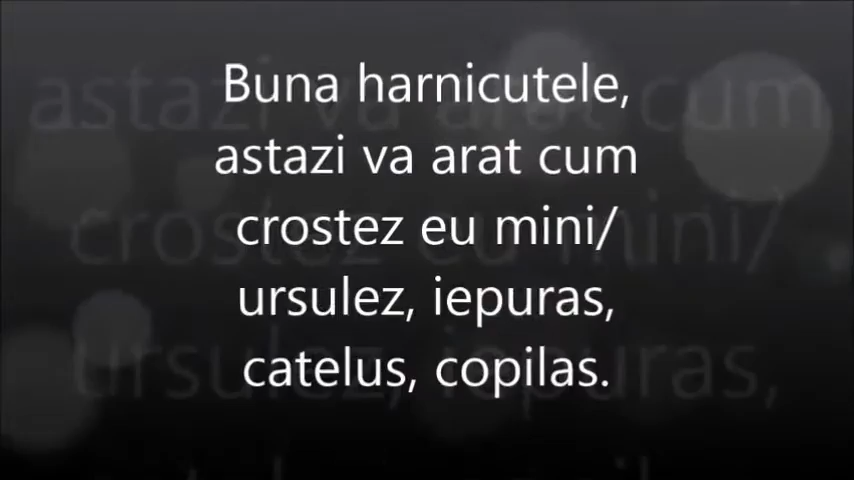 Buna harnicutele,
astazi va arat cum
crostez eu mini/
ursulez, iepuras,
catelus, copilas.